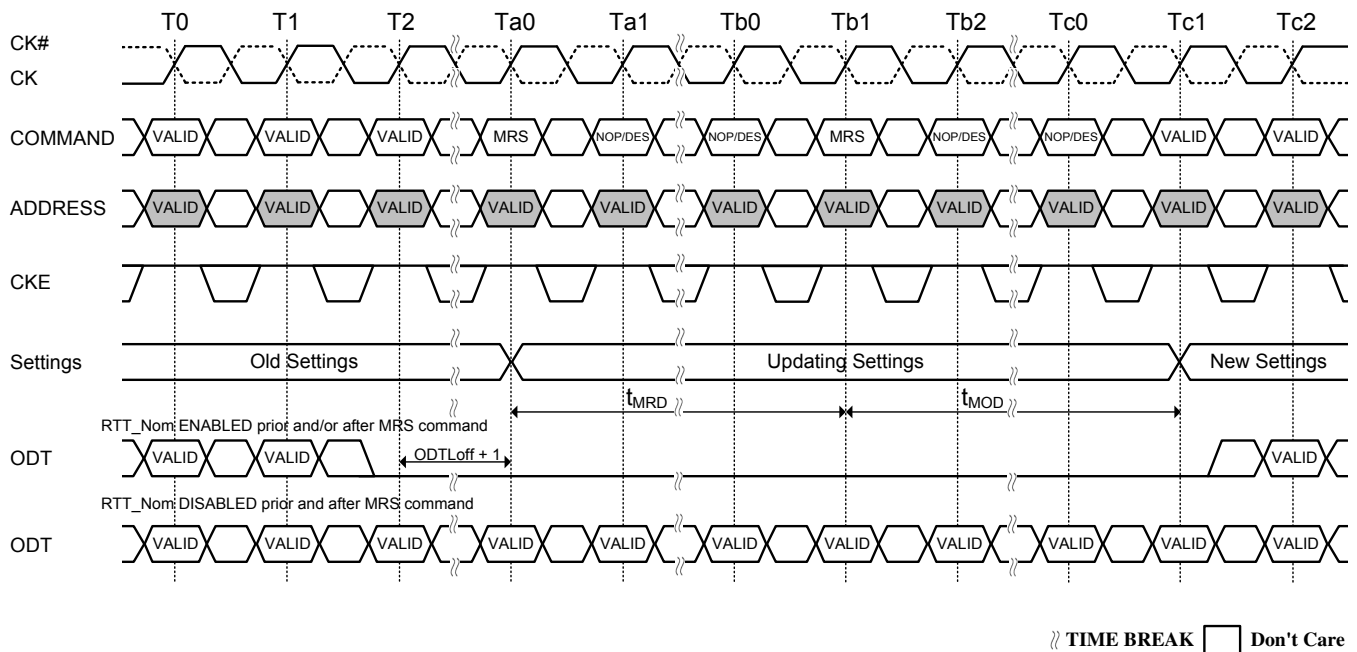 T0 T1 T2 Ta0 Ta1 Tb0 Tb1 Tb2 Tc0 Tc1 Tc2
CK#
CK
COMMAND VALID VALID VALID MRS NOP/DES NOP/DES MRS NOP/DES NOP/DES VALID VALID
ADDRESS VALID VALID VALID VALID VALID VALID VALID VALID VALID VALID VALID
CKE
Settings Old Settings Updating Settings New Settings
tMRD tMOD
RTT_Nom ENABLED prior and/or after MRS command
ODT VALID VALID ODTLoff + 1 VALID
RTT_Nom DISABLED prior and after MRS command
ODT VALID VALID VALID VALID VALID VALID VALID VALID VALID VALID VALID
TIME BREAK Don't Care